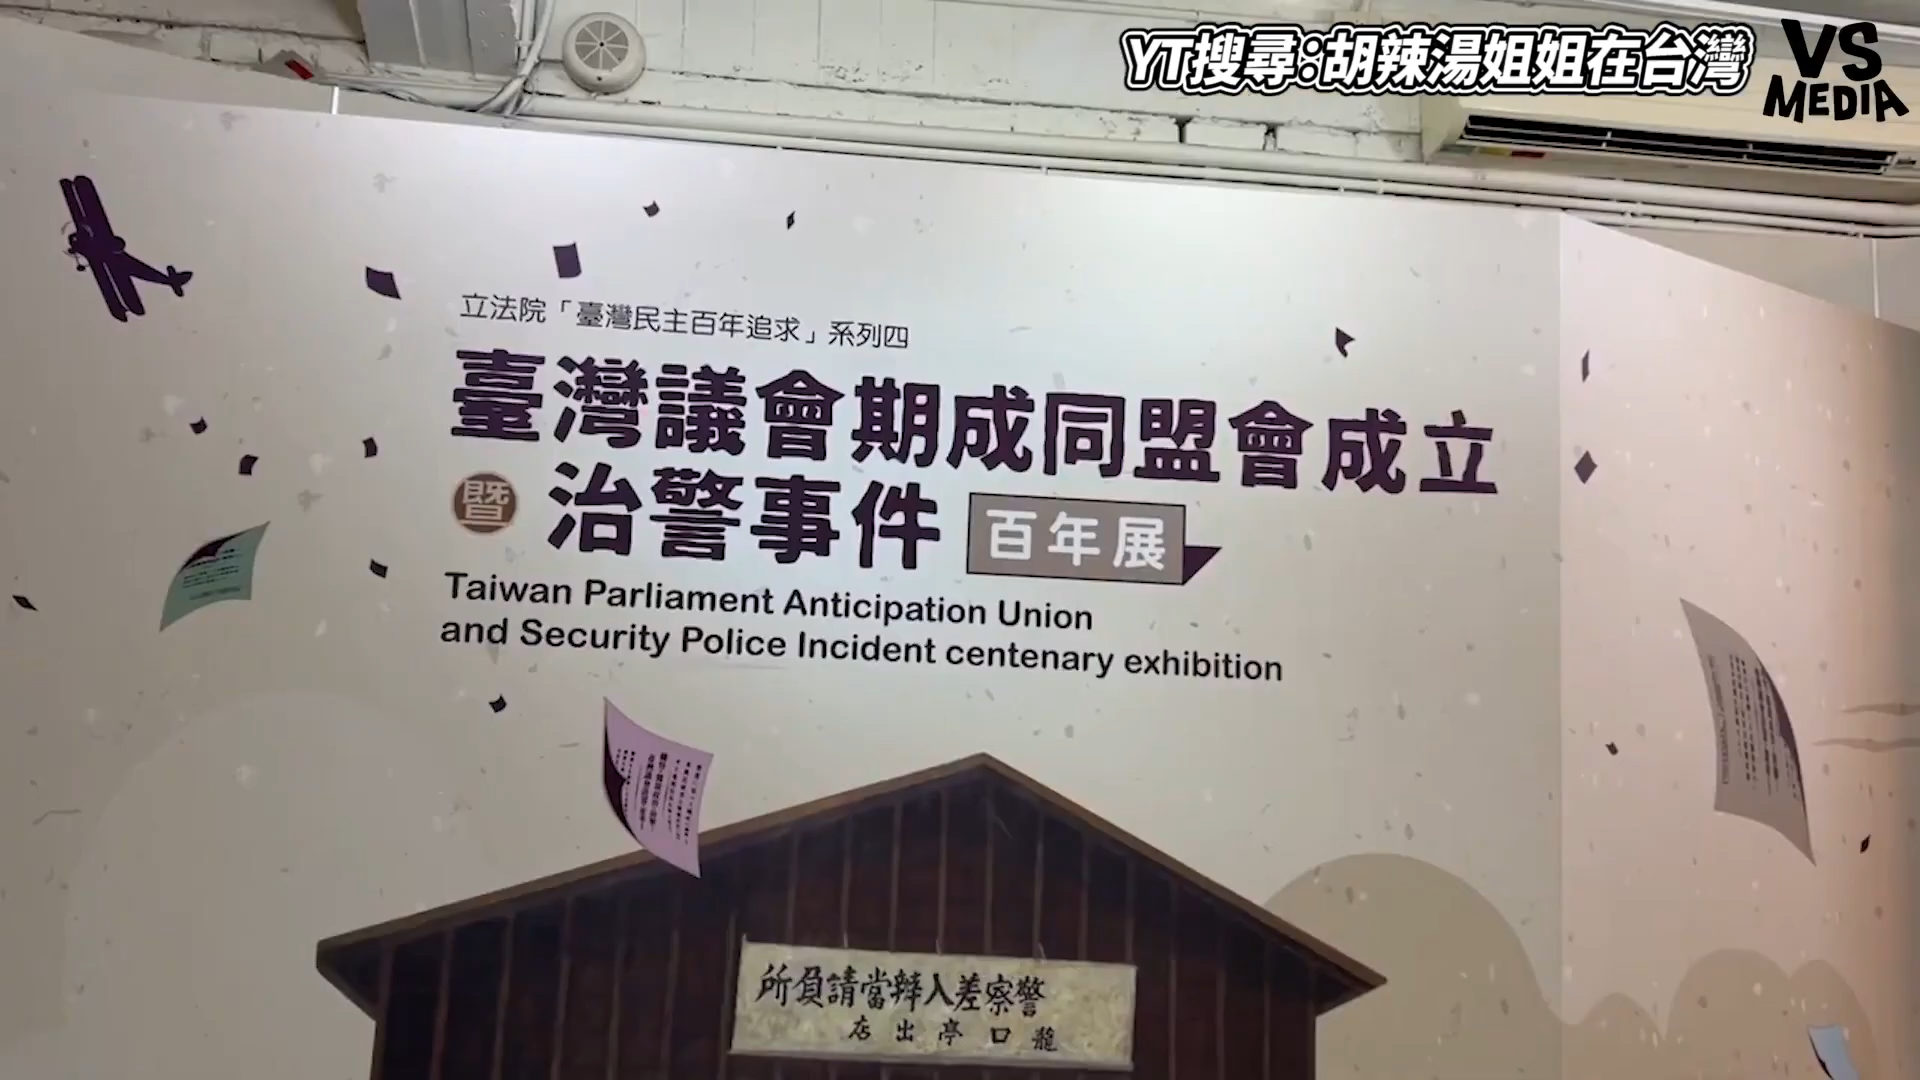 YT搜尋:胡辣湯姐姐在台灣
VS
MEDIA
立法院「臺灣民主百年追求」系列四
臺灣議會期成同盟會成立
暨 治警事件 百年展
Taiwan Parliament Anticipation Union
and Security Police Incident centenary exhibition
所負請當辨入差察警
店出亭口龍